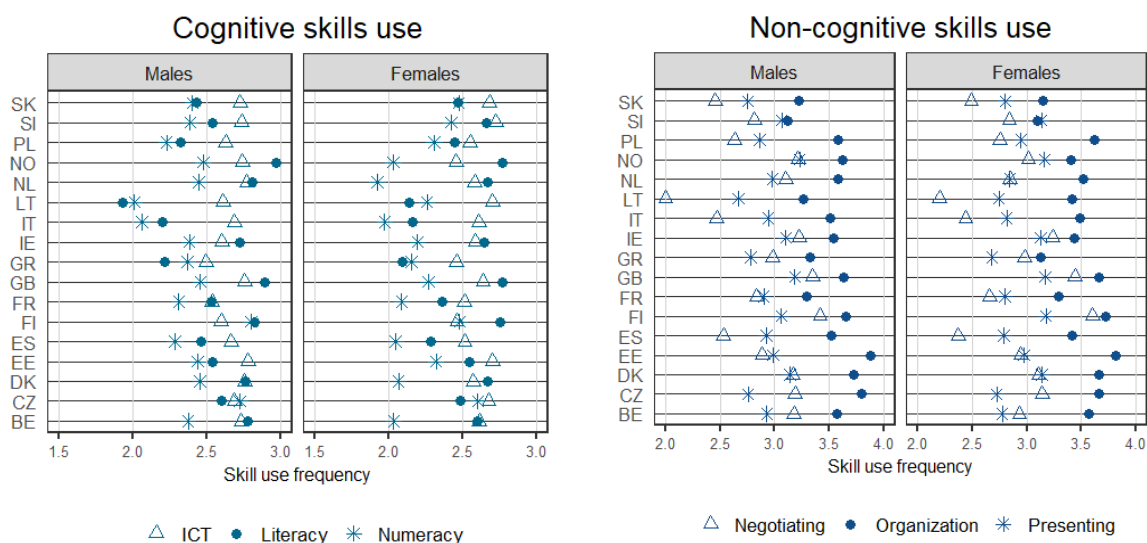 Cognitive skills use
Males
Females
SK
SI
PL
NO
NL
LT
IT
IE
GR
GB
FR
FI
ES
EE
DK
CZ
BE
1.5 2.0 2.5 3.0
1.5 2.0 2.5 3.0
Skill use frequency
ICT Literacy Numeracy
Non-cognitive skills use
Males
Females
SK
SI
PL
NO
NL
LT
IT
IE
GR
GB
FR
FI
ES
EE
DK
CZ
BE
2.0 2.5 3.0 3.5 4.0
2.0 2.5 3.0 3.5 4.0
Skill use frequency
Negotiating Organization Presenting